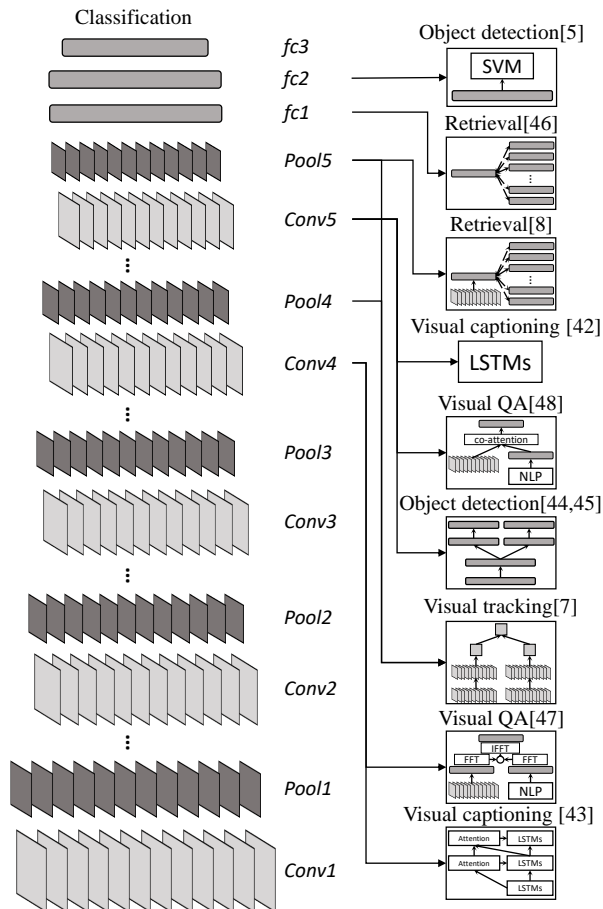 Classification
fc3
fc2
fc1
Pool5
Conv5
Pool4
Conv4
Pool3
Conv3
Pool2
Conv2
Pool1
Conv1
Object detection[5]
SVM
Retrieval[46]
Retrieval[8]
Visual captioning [42]
LSTMs
Visual QA[48]
co-attention
NLP
Object detection[44,45]
Visual tracking[7]
Visual QA[47]
IFFT
FFT FFT
NLP
Visual captioning [43]
Attention LSTMs
Attention LSTMs
LSTMs